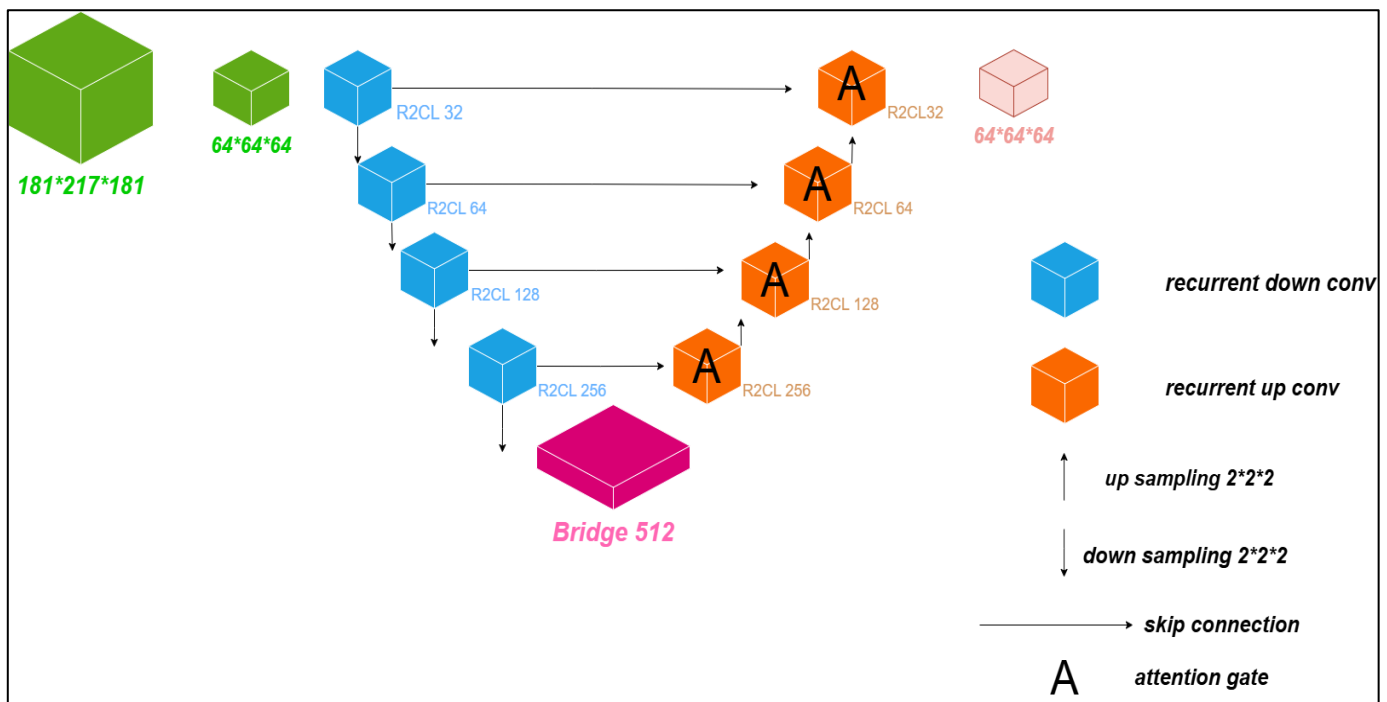 A
R2CL 32
R2CL32
64*64*64
64*64*64
181*217*181
A
R2CL 64
R2CL 64
A
R2CL 128
R2CL 128
recurrent down conv
A
R2CL 256
R2CL 256
recurrent up conv
Bridge 512
up sampling 2*2*2
down sampling 2*2*2
skip connection
A
attention gate